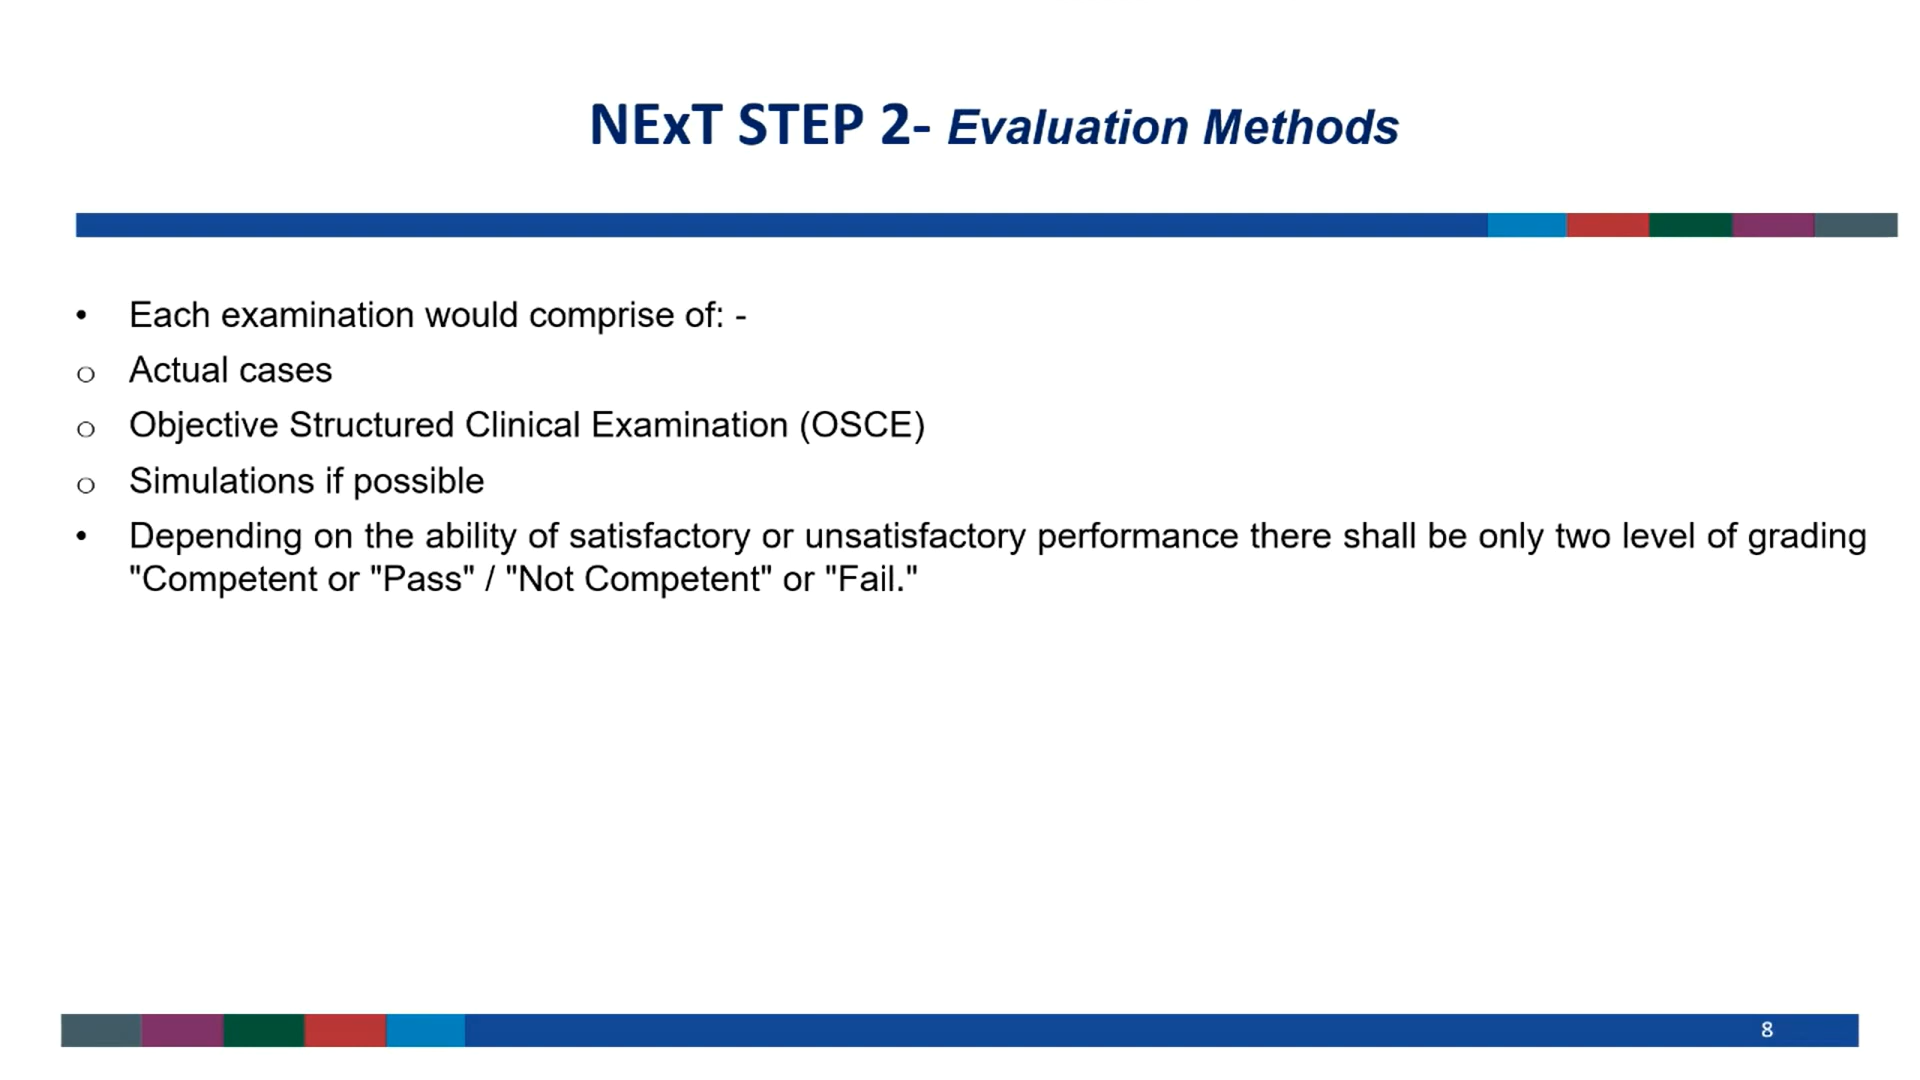 NExT STEP 2- Evaluation Methods
• Each examination would comprise of: -
o Actual cases
o Objective Structured Clinical Examination (OSCE)
o Simulations if possible
• Depending on the ability of satisfactory or unsatisfactory performance there shall be only two level of grading
"Competent or "Pass" / "Not Competent" or "Fail."
8